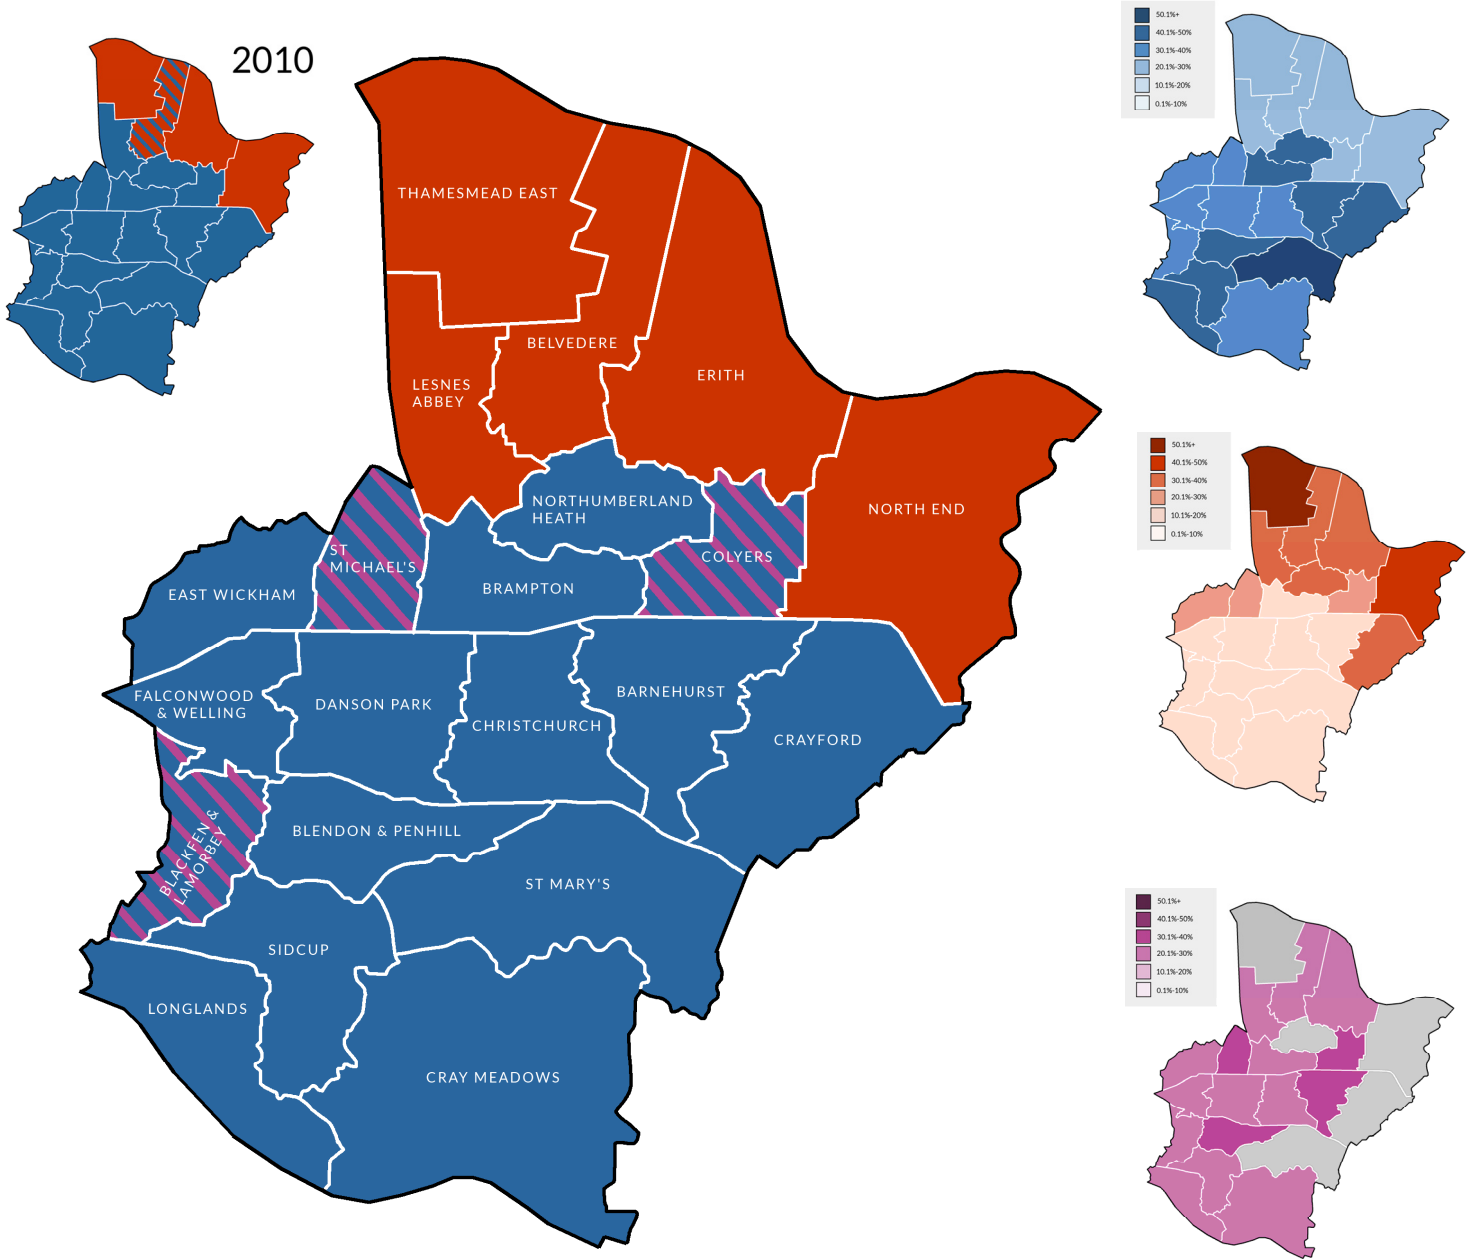 2010
THAMESMEAD EAST
BELVEDERE
LESNES
ABBEY
ERITH
NORTHUMBERLAND
HEATH
NORTH END
ST
MICHAEL'S
COLYERS
EAST WICKHAM
BRAMPTON
FALCONWOOD
& WELLING
DANSON PARK
CHRISTCHURCH
BARNEHURST
CRAYFORD
BLACKFEN &
LAMORBEY
BLENDON & PENHILL
ST MARY'S
SIDCUP
LONGLANDS
CRAY MEADOWS
50.1%+
40.1%-50%
30.1%-40%
20.1%-30%
10.1%-20%
0.1%-10%
50.1%+
40.1%-50%
30.1%-40%
20.1%-30%
10.1%-20%
0.1%-10%
50.1%+
40.1%-50%
30.1%-40%
20.1%-30%
10.1%-20%
0.1%-10%